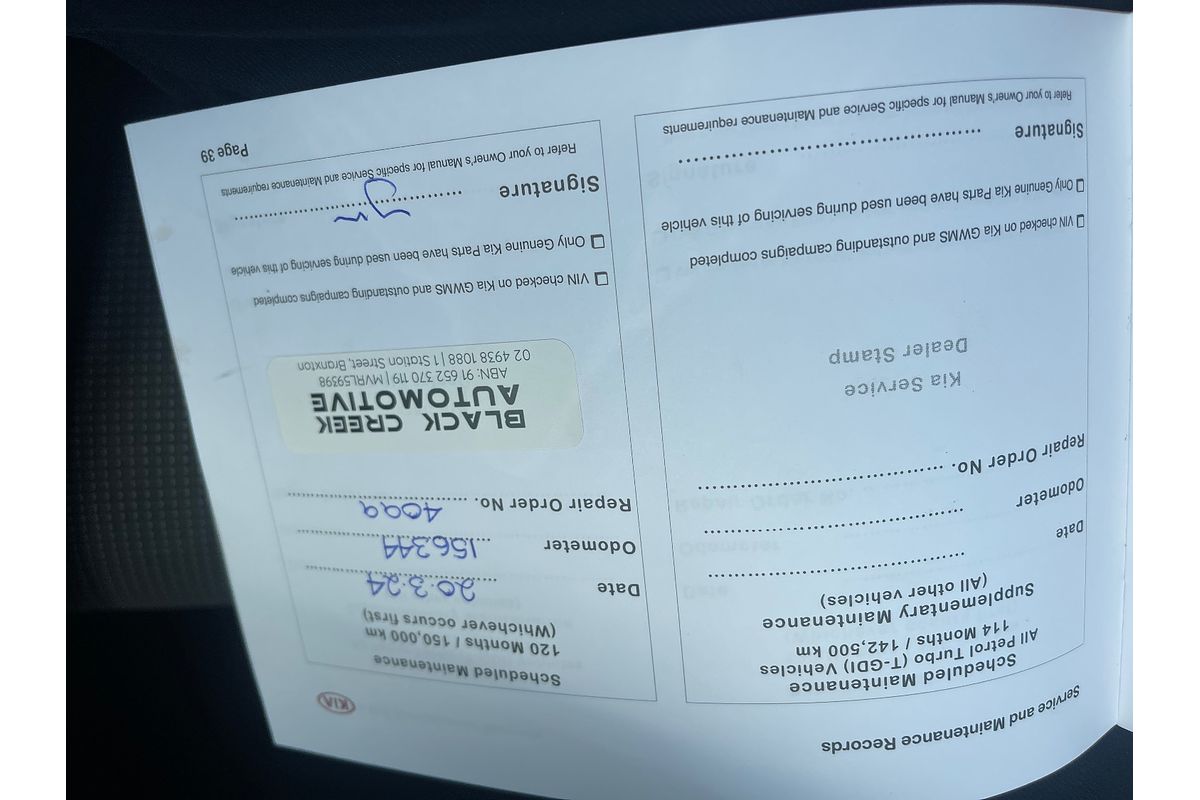 Service and Maintenance Records
Scheduled Maintenance
All Petrol Turbo (T-GDI) Vehicles
114 Months / 142,500 km
Supplementary Maintenance
(All other vehicles)
Date
Odometer
Repair Order No.
Kia Service
Dealer Stamp
VIN checked on Kia GWMS and outstanding campaigns completed
Only Genuine Kia Parts have been used during servicing of this vehicle
Signature
Refer to your Owner's Manual for specific Service and Maintenance requirements
KIA
Scheduled Maintenance
120 Months / 150,000 km
(Whichever occurs first)
Date 20.3.24
Odometer 156344
Repair Order No. 4099
BLACK CREEK
AUTOMOTIVE
ABN: 91 652 370 119 | MVRL59398
02 4938 1088 | 1 Station Street, Branxton
VIN checked on Kia GWMS and outstanding campaigns completed
Only Genuine Kia Parts have been used during servicing of this vehicle
Signature
Refer to your Owner's Manual for specific Service and Maintenance requirements
Page 39